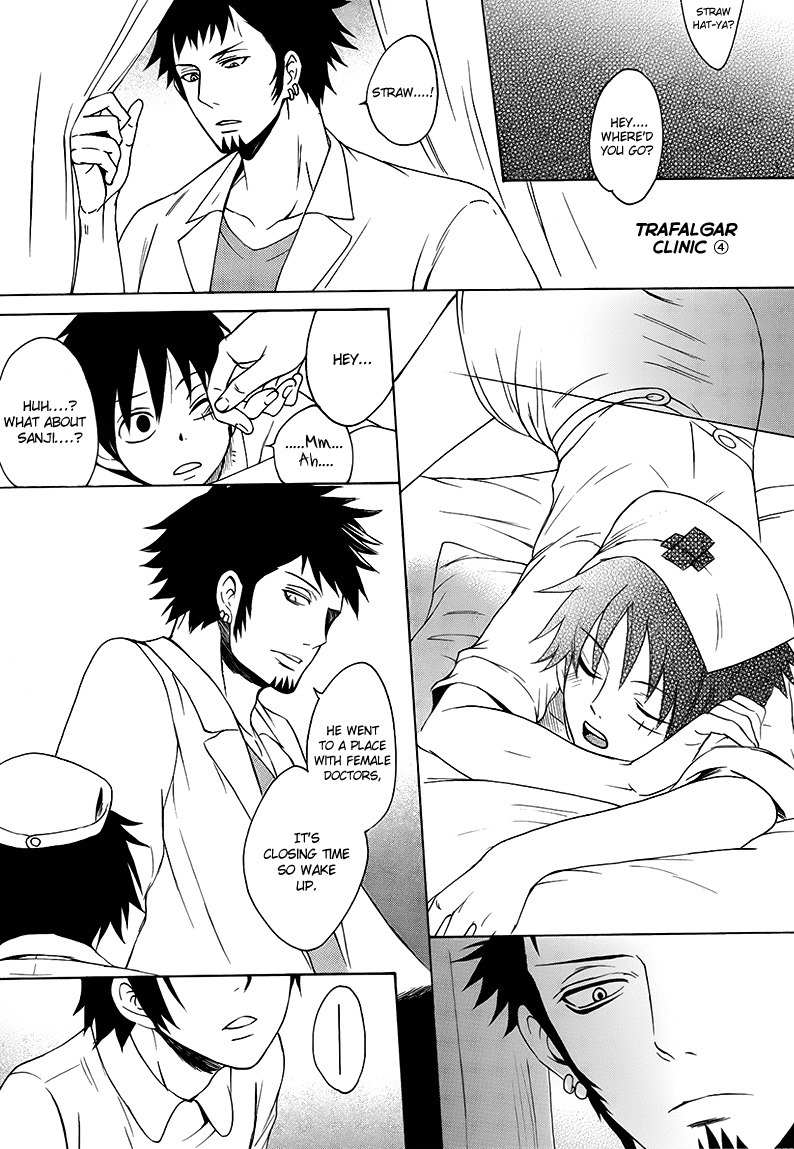 STRAW
HAT-YA?
HEY....
WHERE'D
YOU GO?
TRAFALGAR
CLINIC ④
STRAW....!
HEY...
.....Mm.
Ah....
HUH....?
WHAT ABOUT
SANJI....?
HE WENT
TO A PLACE
WITH FEMALE
DOCTORS,
IT'S
CLOSING TIME
SO WAKE
UP.